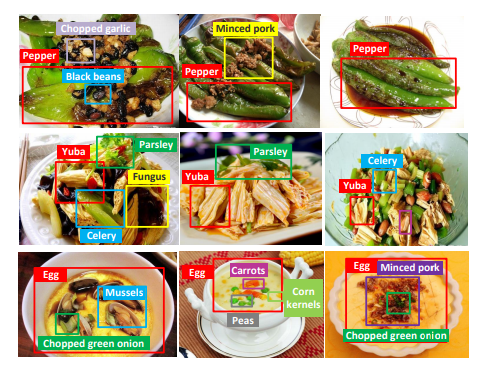 Chopped garlic
Pepper
Black beans
Minced pork
Pepper
Pepper
Yuba
Parsley
Fungus
Celery
Parsley
Yuba
Celery
Yuba
Egg
Mussels
Chopped green onion
Egg
Carrots
Corn
kernels
Peas
Egg
Minced pork
Chopped green onion